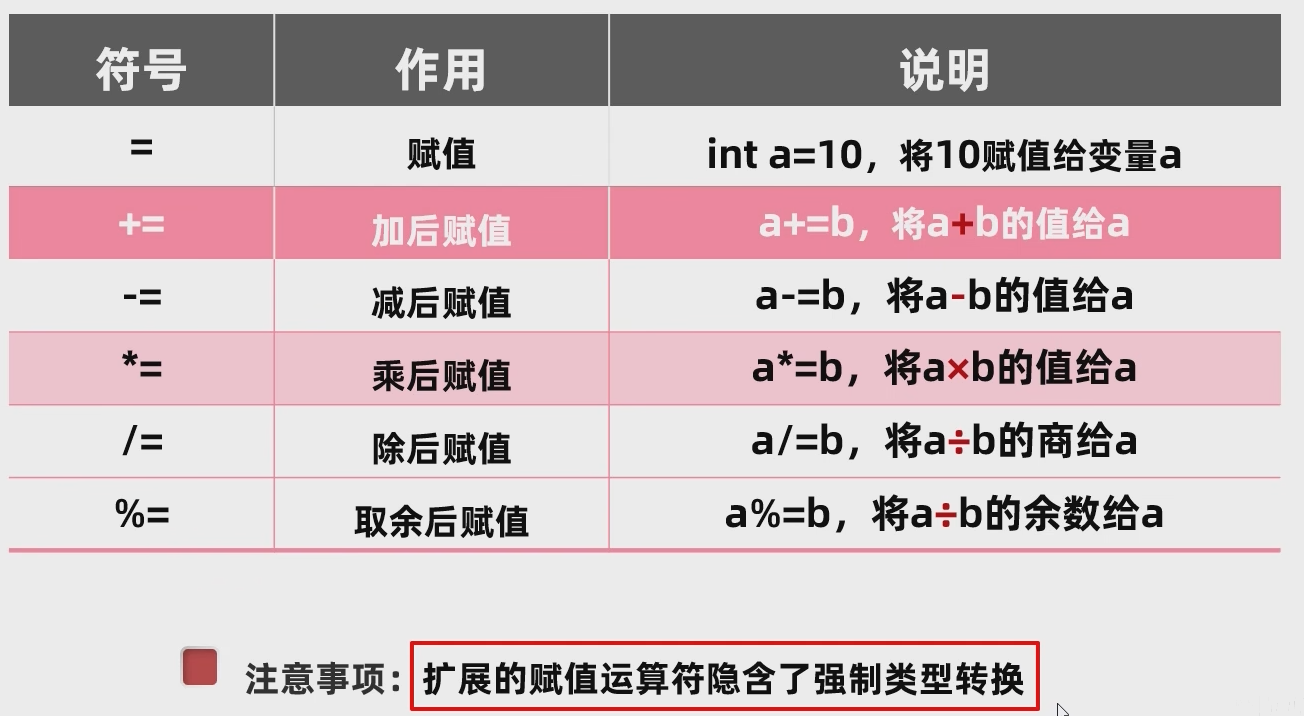 符号 作用 说明
= 赋值 int a=10，将10赋值给变量a
+= 加后赋值 a+=b，将a+b的值给a
-= 减后赋值 a-=b，将a-b的值给a
*= 乘后赋值 a*=b，将a×b的值给a
/= 除后赋值 a/=b，将a÷b的商给a
%= 取余后赋值 a%=b，将a÷b的余数给a
注意事项：扩展的赋值运算符隐含了强制类型转换